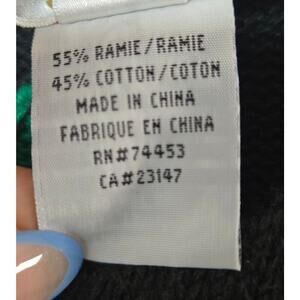 55% RAMIE/RAMIE
45% COTTON/COTON
MADE IN CHINA
FABRIQUE EN CHINA
RN#74453
CA#23147